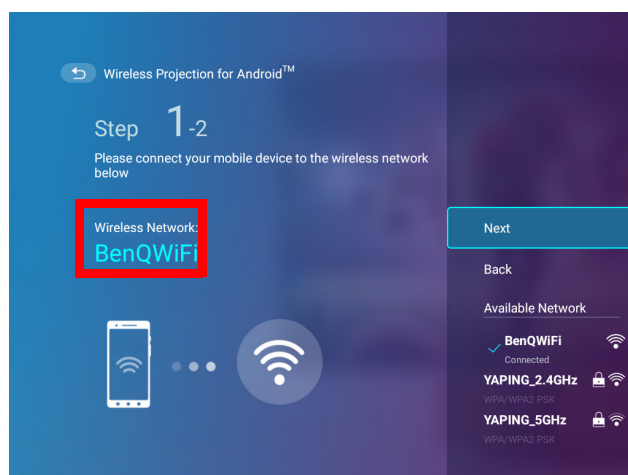 Wireless Projection for Android™
Step 1-2
Please connect your mobile device to the wireless network
below
Wireless Network:
BenQWiFi
Next
Back
Available Network
BenQWiFi
Connected
YAPING_2.4GHz
WPA/WPA2 PSK
YAPING_5GHz
WPA/WPA2 PSK